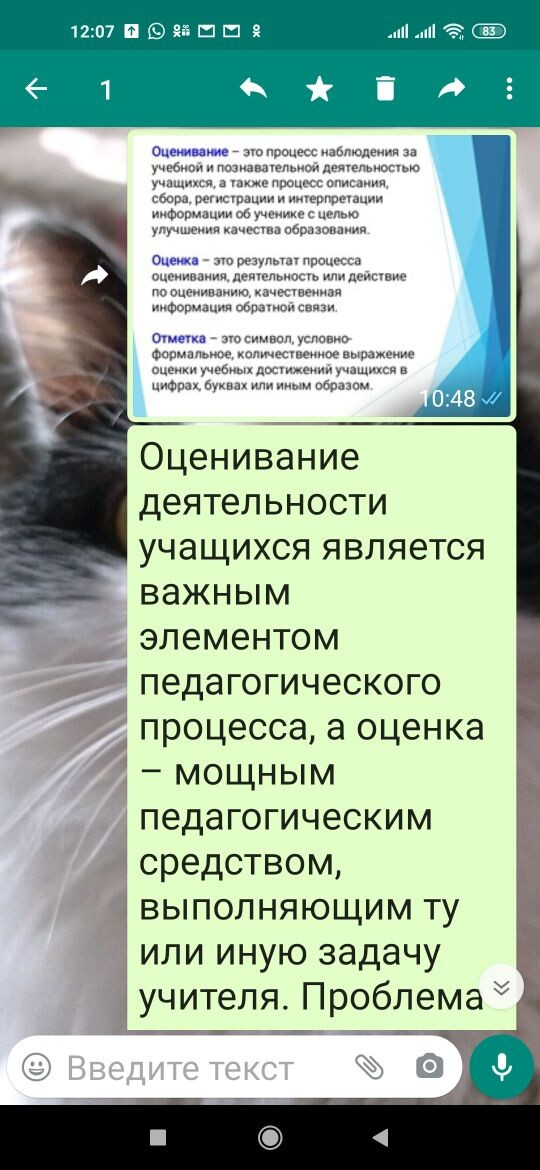 12:07
83
1
Оценивание – это процесс наблюдения за
учебной и познавательной деятельностью
учащихся, а также процесс описания,
сбора, регистрации и интерпретации
информации об ученике с целью
улучшения качества образования.
Оценка – это результат процесса
оценивания, деятельность или действие
по оцениванию, качественная
информация обратной связи.
Отметка – это символ, условно-
формальное, количественное выражение
оценки учебных достижений учащихся в
цифрах, буквах или иным образом.
10:48
Оценивание
деятельности
учащихся является
важным
элементом
педагогического
процесса, а оценка
– мощным
педагогическим
средством,
выполняющим ту
или иную задачу
учителя. Проблема
Введите текст